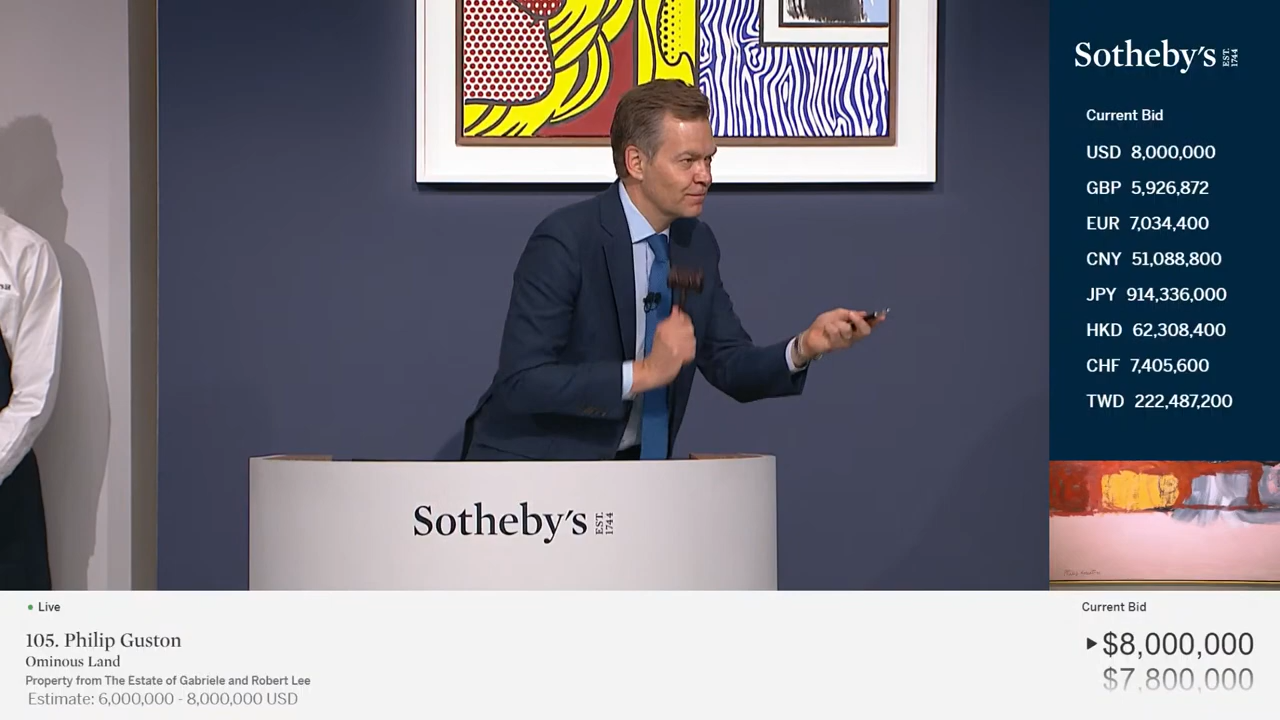 Sotheby's EST. 1744
Current Bid
USD 8,000,000
GBP 5,926,872
EUR 7,034,400
CNY 51,088,800
JPY 914,336,000
HKD 62,308,400
CHF 7,405,600
TWD 222,487,200
Sotheby's EST. 1744
Live
105. Philip Guston
Ominous Land
Property from The Estate of Gabriele and Robert Lee
Estimate: 6,000,000 - 8,000,000 USD
Current Bid
$8,000,000
$7,800,000